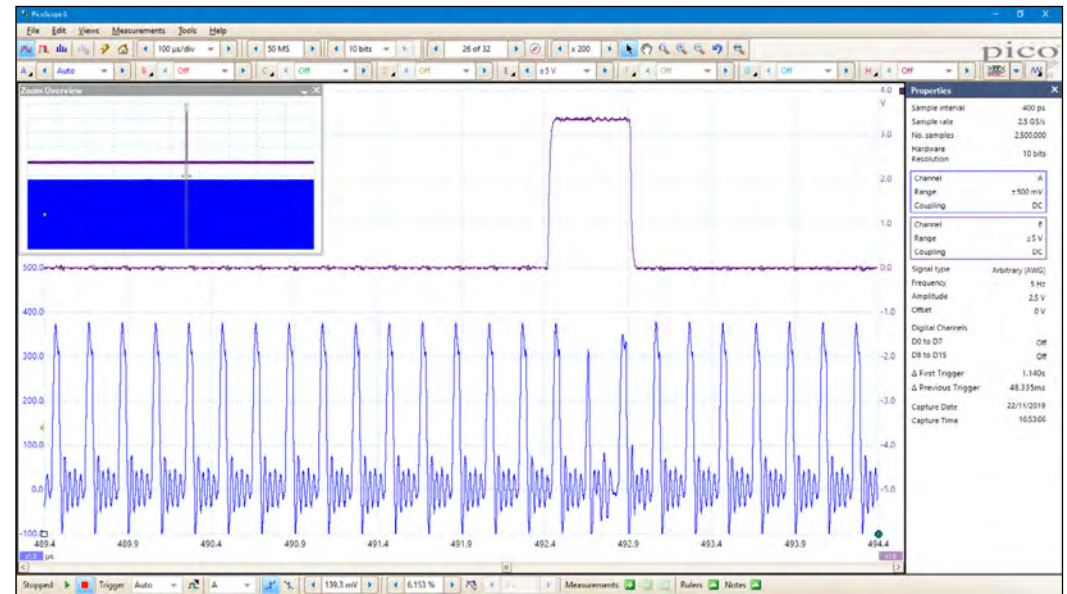 PicoScope 6
File Edit Views Measurements Tools Help
100 µs/div 50 MS 10 bits 26 of 32 x 200
pico
A Auto B Off C Off D Off E ±5 V F Off G Off H Off
Zoom Overview
4.0
V
3.0
2.0
1.0
0.0
-1.0
-2.0
-3.0
-4.0
-5.0
500.0
400.0
300.0
200.0
100.0
0.0
-100.0
489.4 489.9 490.4 490.9 491.4 491.9 492.4 492.9 493.4 493.9 494.4
x1.0 µs x1.0
Properties
Sample interval 400 ps
Sample rate 2.5 GS/s
No. samples 2,500,000
Hardware Resolution 10 bits
Channel A
Range ±500 mV
Coupling DC
Channel E
Range ±5 V
Coupling DC
Signal type Arbitrary (AWG)
Frequency 5 Hz
Amplitude 2.5 V
Offset 0 V
Digital Channels
D0 to D7 Off
D8 to D15 Off
Δ First Trigger 1.140s
Δ Previous Trigger 48.335ms
Capture Date 22/11/2019
Capture Time 16:53:06
Stopped Trigger Auto A 139.3 mV 6.153 % Measurements Rulers Notes